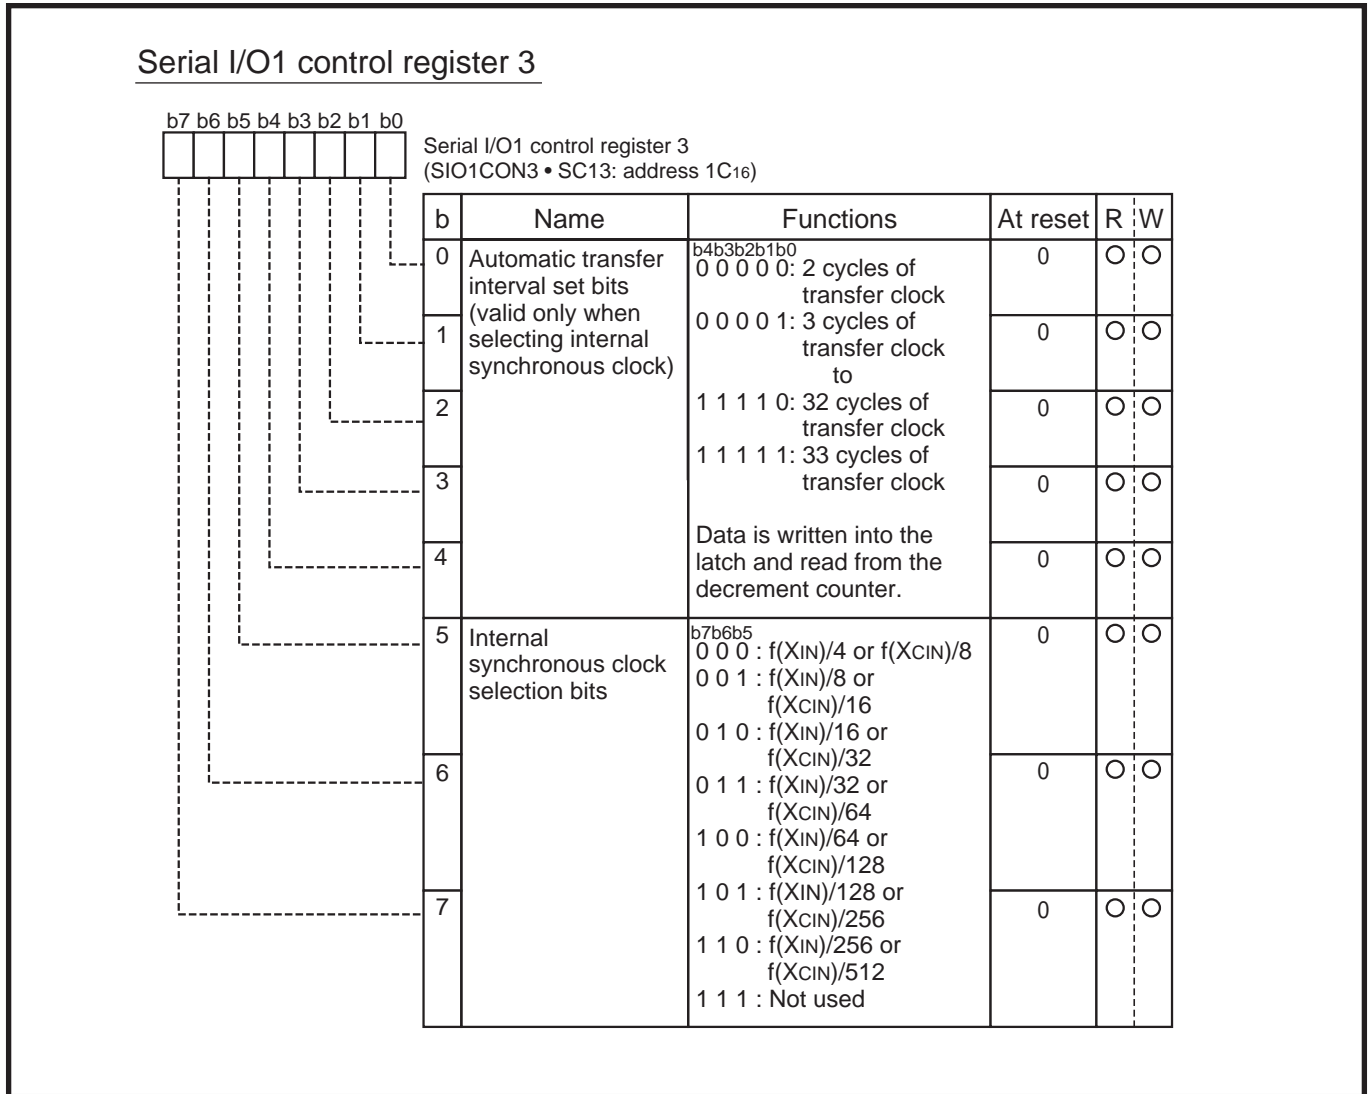 Serial I/O1 control register 3
b7 b6 b5 b4 b3 b2 b1 b0
Serial I/O1 control register 3
(SIO1CON3 • SC13: address 1C16)
b Name Functions At reset R W
0 Automatic transfer
interval set bits
(valid only when
selecting internal
synchronous clock)
b4b3b2b1b0
0 0 0 0 0: 2 cycles of
transfer clock
0 0 0 0 1: 3 cycles of
transfer clock
to
1 1 1 1 0: 32 cycles of
transfer clock
1 1 1 1 1: 33 cycles of
transfer clock
Data is written into the
latch and read from the
decrement counter.
0
1
0
2
0
3
0
4
0
5 Internal
synchronous clock
selection bits
b7b6b5
0 0 0 : f(XIN)/4 or f(XCIN)/8
0 0 1 : f(XIN)/8 or
f(XCIN)/16
0 1 0 : f(XIN)/16 or
f(XCIN)/32
0 1 1 : f(XIN)/32 or
f(XCIN)/64
1 0 0 : f(XIN)/64 or
f(XCIN)/128
1 0 1 : f(XIN)/128 or
f(XCIN)/256
1 1 0 : f(XIN)/256 or
f(XCIN)/512
1 1 1 : Not used
0
6
0
7
0